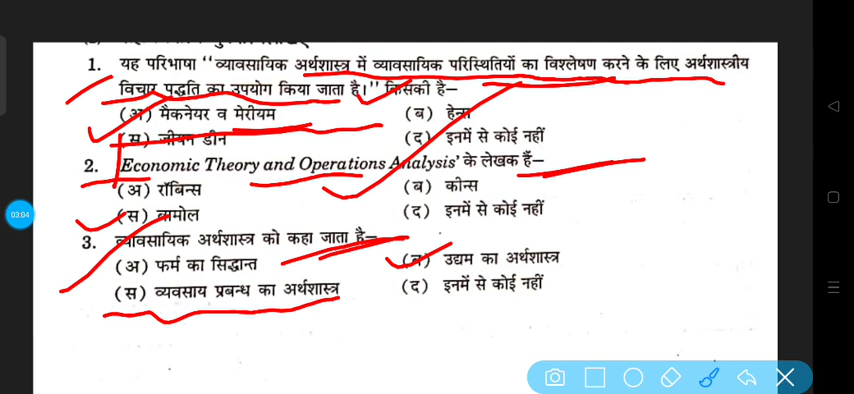 1. यह परिभाषा "व्यावसायिक अर्थशास्त्र में व्यावसायिक परिस्थितियों का विश्लेषण करने के लिए अर्थशास्त्रीय
विचार पद्धति का उपयोग किया जाता है।" किसकी है–
(अ) मैकनेयर व मेरीयम (ब) हेना
(स) जीयन डीन (द) इनमें से कोई नहीं
2. Economic Theory and Operations Analysis' के लेखक हैं–
(अ) रॉबिन्स (ब) कीन्स
(स) बामोल (द) इनमें से कोई नहीं
3. व्यावसायिक अर्थशास्त्र को कहा जाता है–
(अ) फर्म का सिद्धान्त (ब) उद्यम का अर्थशास्त्र
(स) व्यवसाय प्रबन्ध का अर्थशास्त्र (द) इनमें से कोई नहीं
03:04